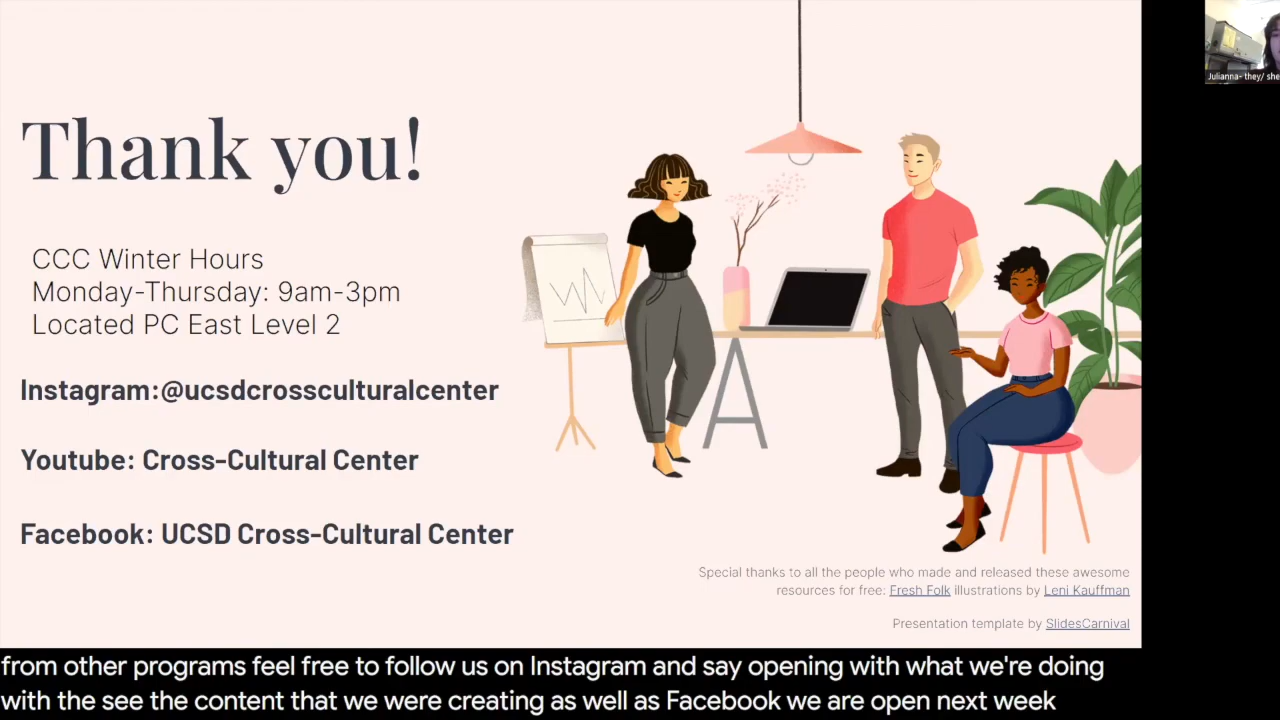 Thank you!
CCC Winter Hours
Monday-Thursday: 9am-3pm
Located PC East Level 2
Instagram:@ucsdcrossculturalcenter
Youtube: Cross-Cultural Center
Facebook: UCSD Cross-Cultural Center
Special thanks to all the people who made and released these awesome
resources for free: Fresh Folk illustrations by Leni Kauffman
Presentation template by SlidesCarnival
Julianna- they/ she
from other programs feel free to follow us on Instagram and say opening with what we're doing
with the see the content that we were creating as well as Facebook we are open next week